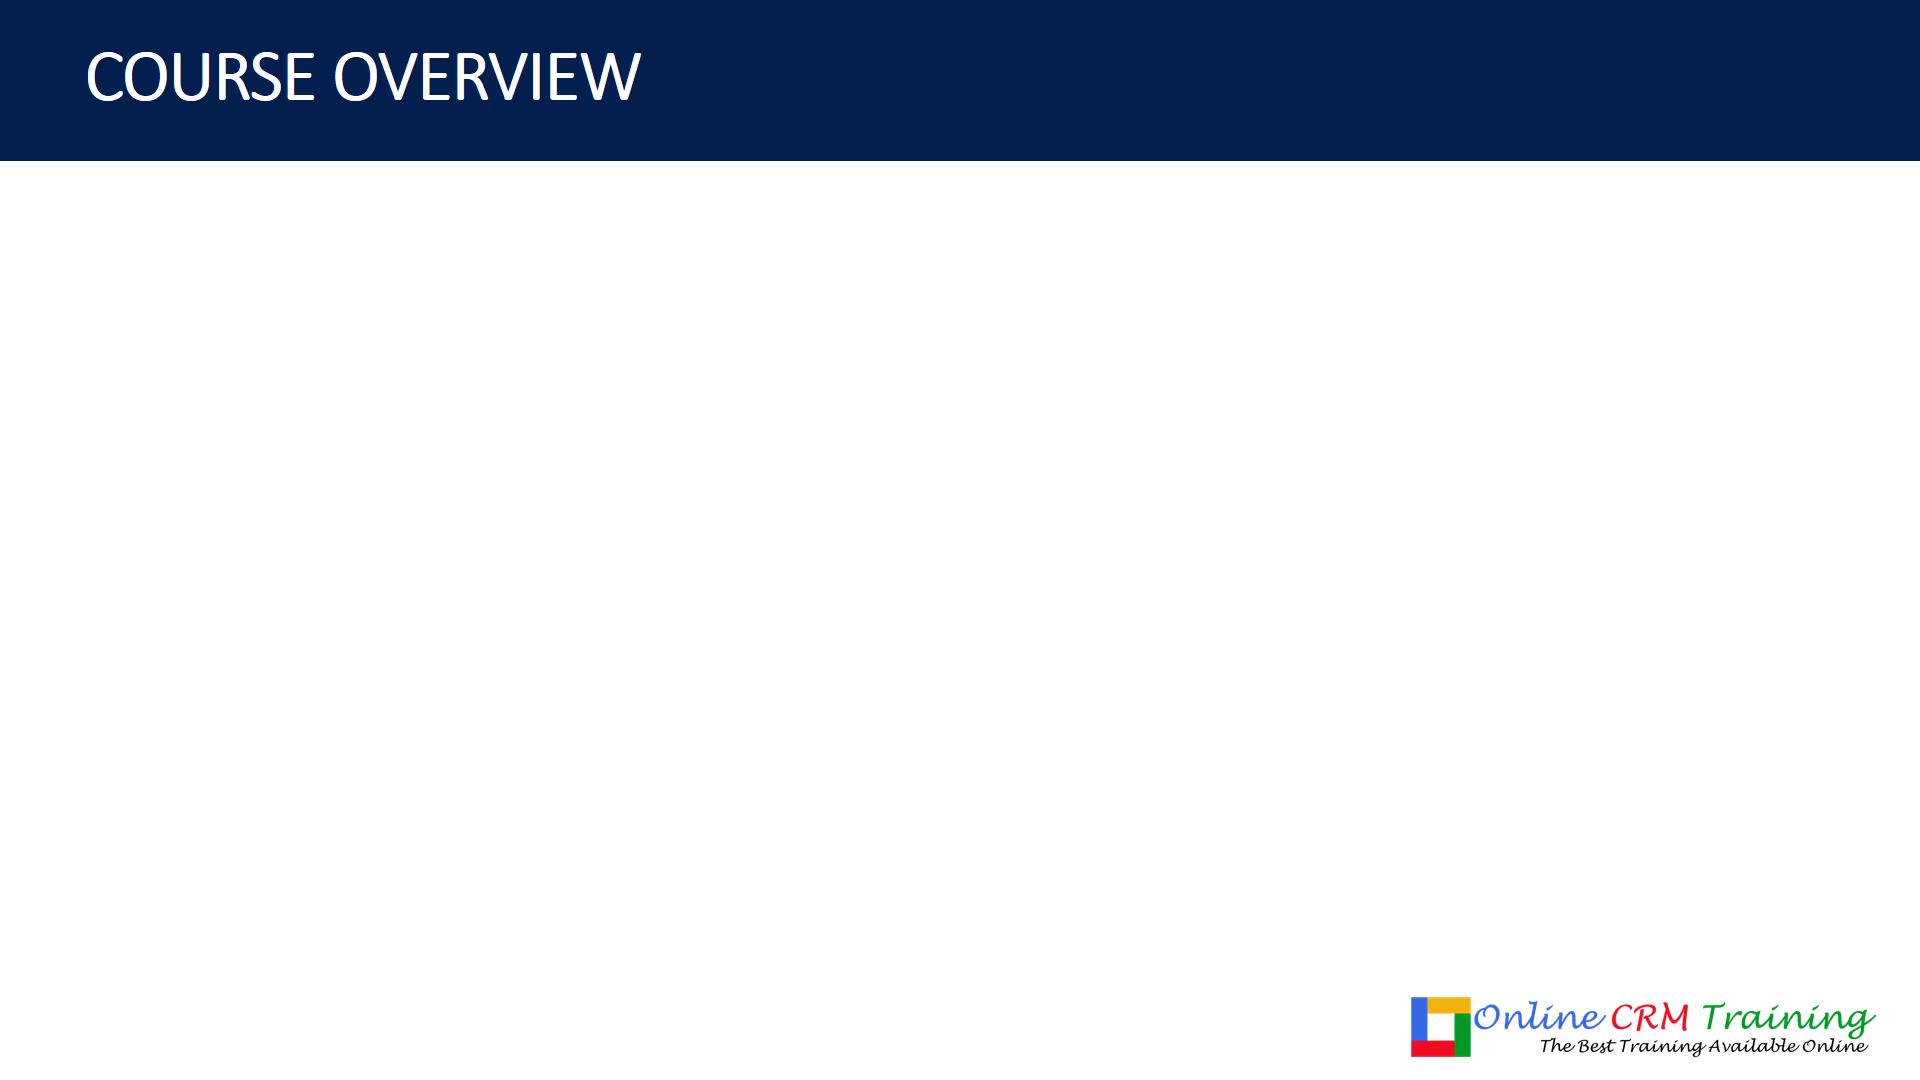 COURSE OVERVIEW
Online CRM Training
The Best Training Available Online